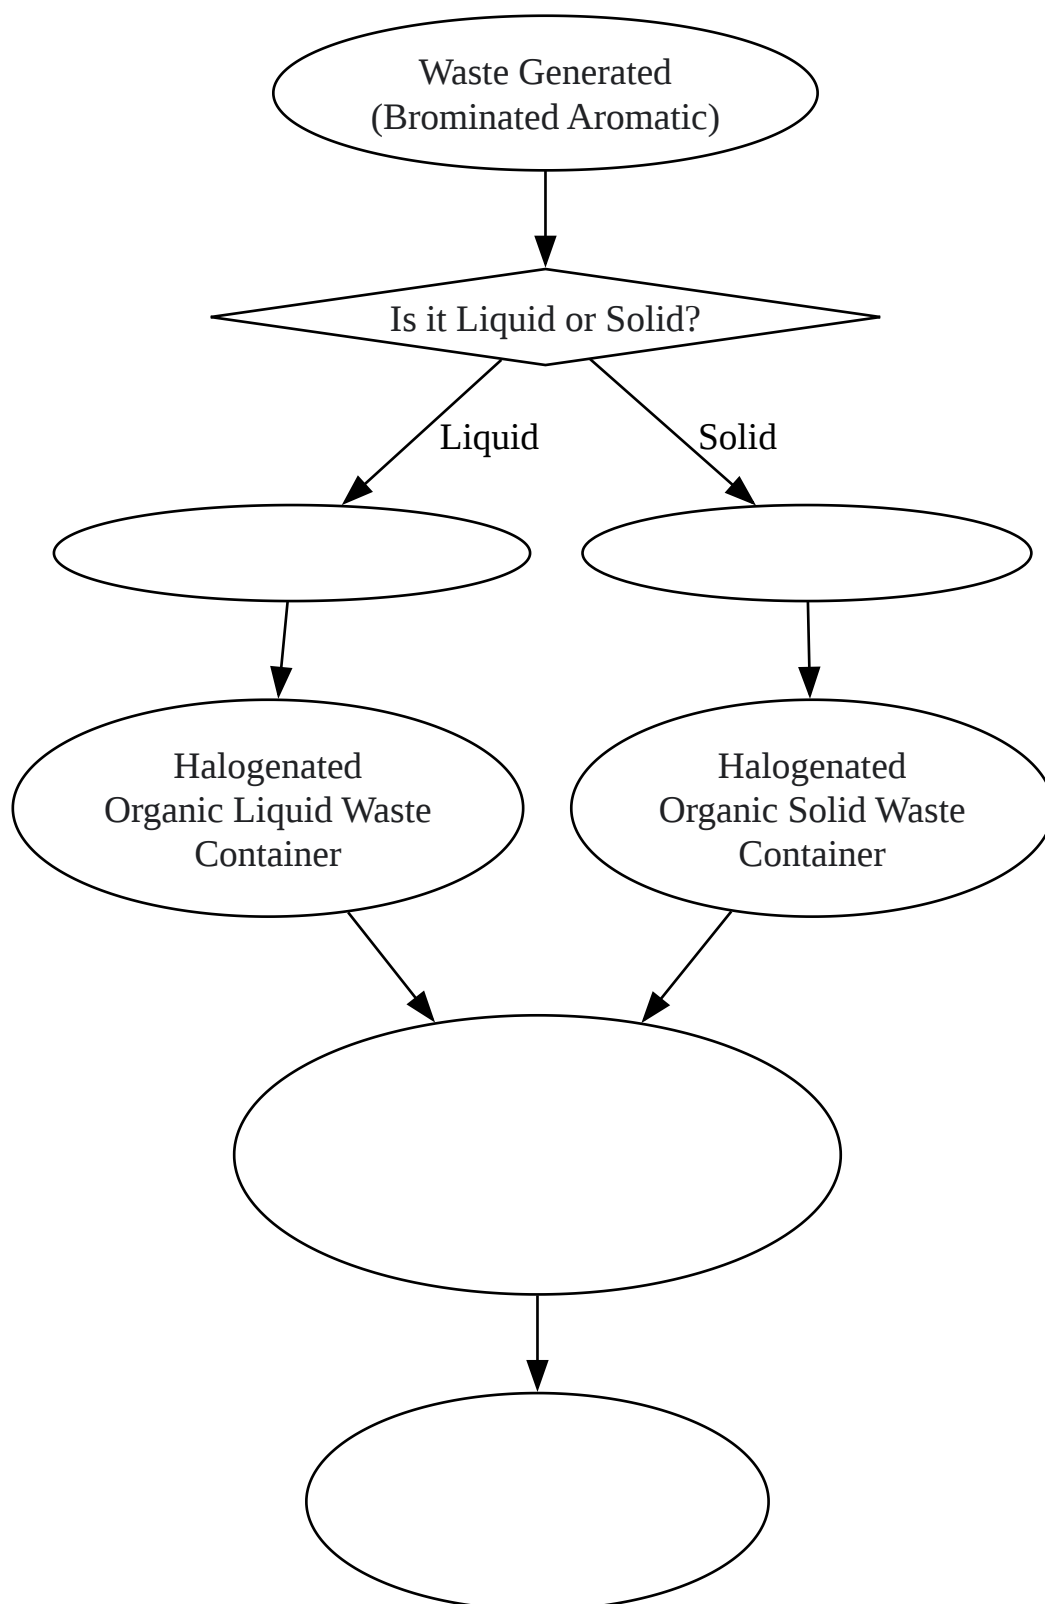 Waste Generated
(Brominated Aromatic)
Is it Liquid or Solid?
Liquid
Solid
Halogenated
Organic Liquid Waste
Container
Halogenated
Organic Solid Waste
Container